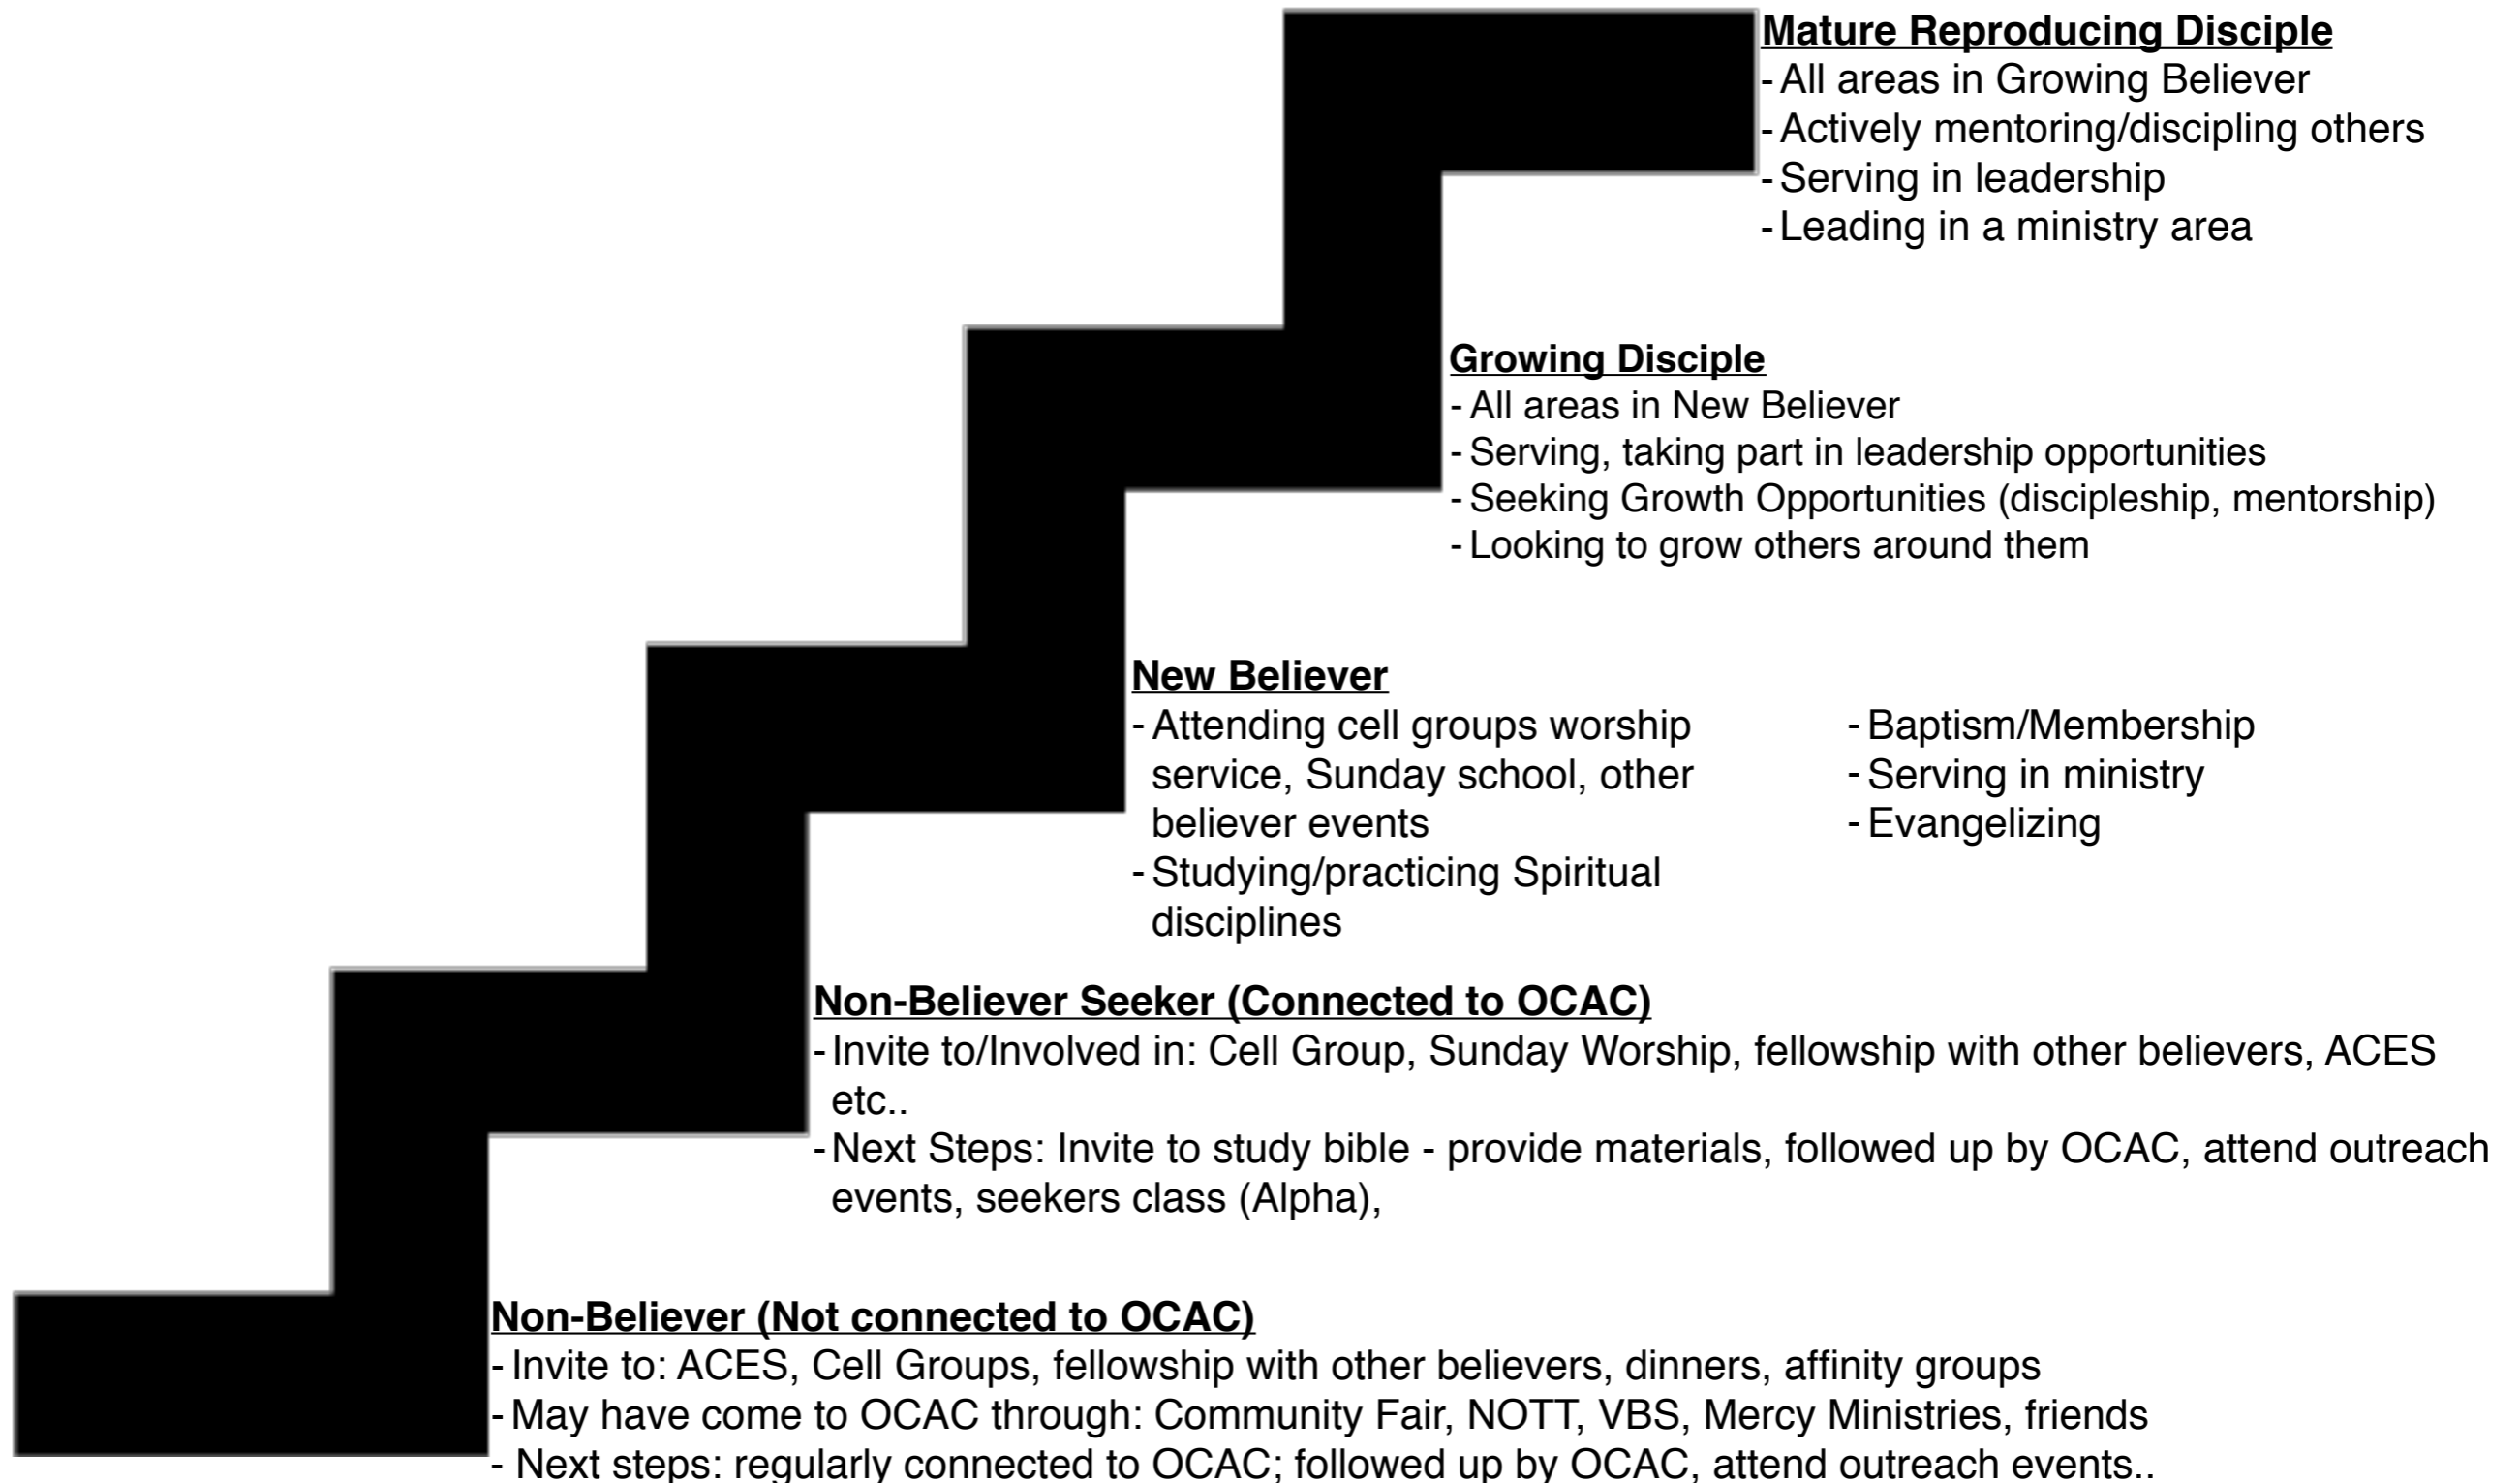 Mature Reproducing Disciple
- All areas in Growing Believer
- Actively mentoring/discipling others
- Serving in leadership
- Leading in a ministry area
Growing Disciple
- All areas in New Believer
- Serving, taking part in leadership opportunities
- Seeking Growth Opportunities (discipleship, mentorship)
- Looking to grow others around them
New Believer
- Attending cell groups worship
service, Sunday school, other
believer events
- Studying/practicing Spiritual
disciplines
- Baptism/Membership
- Serving in ministry
- Evangelizing
Non-Believer Seeker (Connected to OCAC)
- Invite to/Involved in: Cell Group, Sunday Worship, fellowship with other believers, ACES
etc..
- Next Steps: Invite to study bible - provide materials, followed up by OCAC, attend outreach
events, seekers class (Alpha),
Non-Believer (Not connected to OCAC)
- Invite to: ACES, Cell Groups, fellowship with other believers, dinners, affinity groups
- May have come to OCAC through: Community Fair, NOTT, VBS, Mercy Ministries, friends
- Next steps: regularly connected to OCAC; followed up by OCAC, attend outreach events..